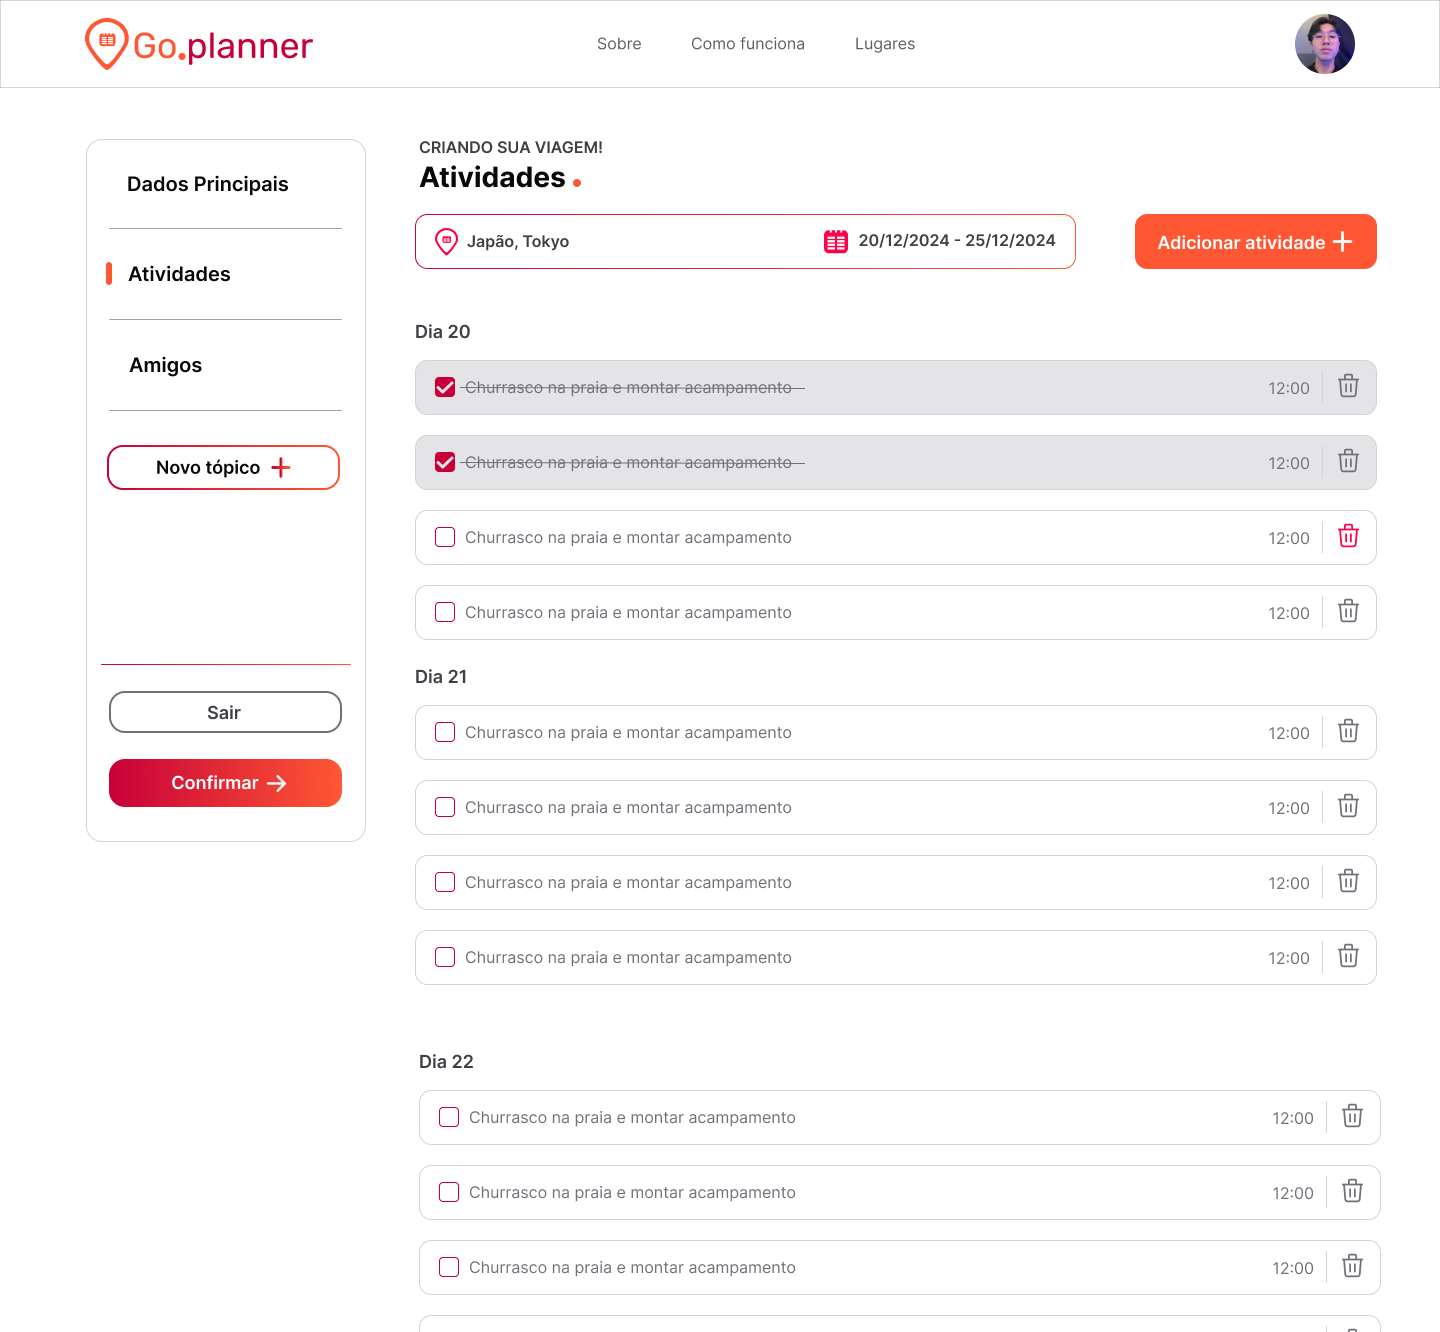 Go.planner
Sobre
Como funciona
Lugares
Dados Principais
Atividades
Amigos
Novo tópico
Sair
Confirmar
CRIANDO SUA VIAGEM!
Atividades
Japão, Tokyo
20/12/2024 - 25/12/2024
Adicionar atividade
Dia 20
Churrasco na praia e montar acampamento 12:00
Churrasco na praia e montar acampamento 12:00
Churrasco na praia e montar acampamento 12:00
Churrasco na praia e montar acampamento 12:00
Dia 21
Churrasco na praia e montar acampamento 12:00
Churrasco na praia e montar acampamento 12:00
Churrasco na praia e montar acampamento 12:00
Churrasco na praia e montar acampamento 12:00
Dia 22
Churrasco na praia e montar acampamento 12:00
Churrasco na praia e montar acampamento 12:00
Churrasco na praia e montar acampamento 12:00